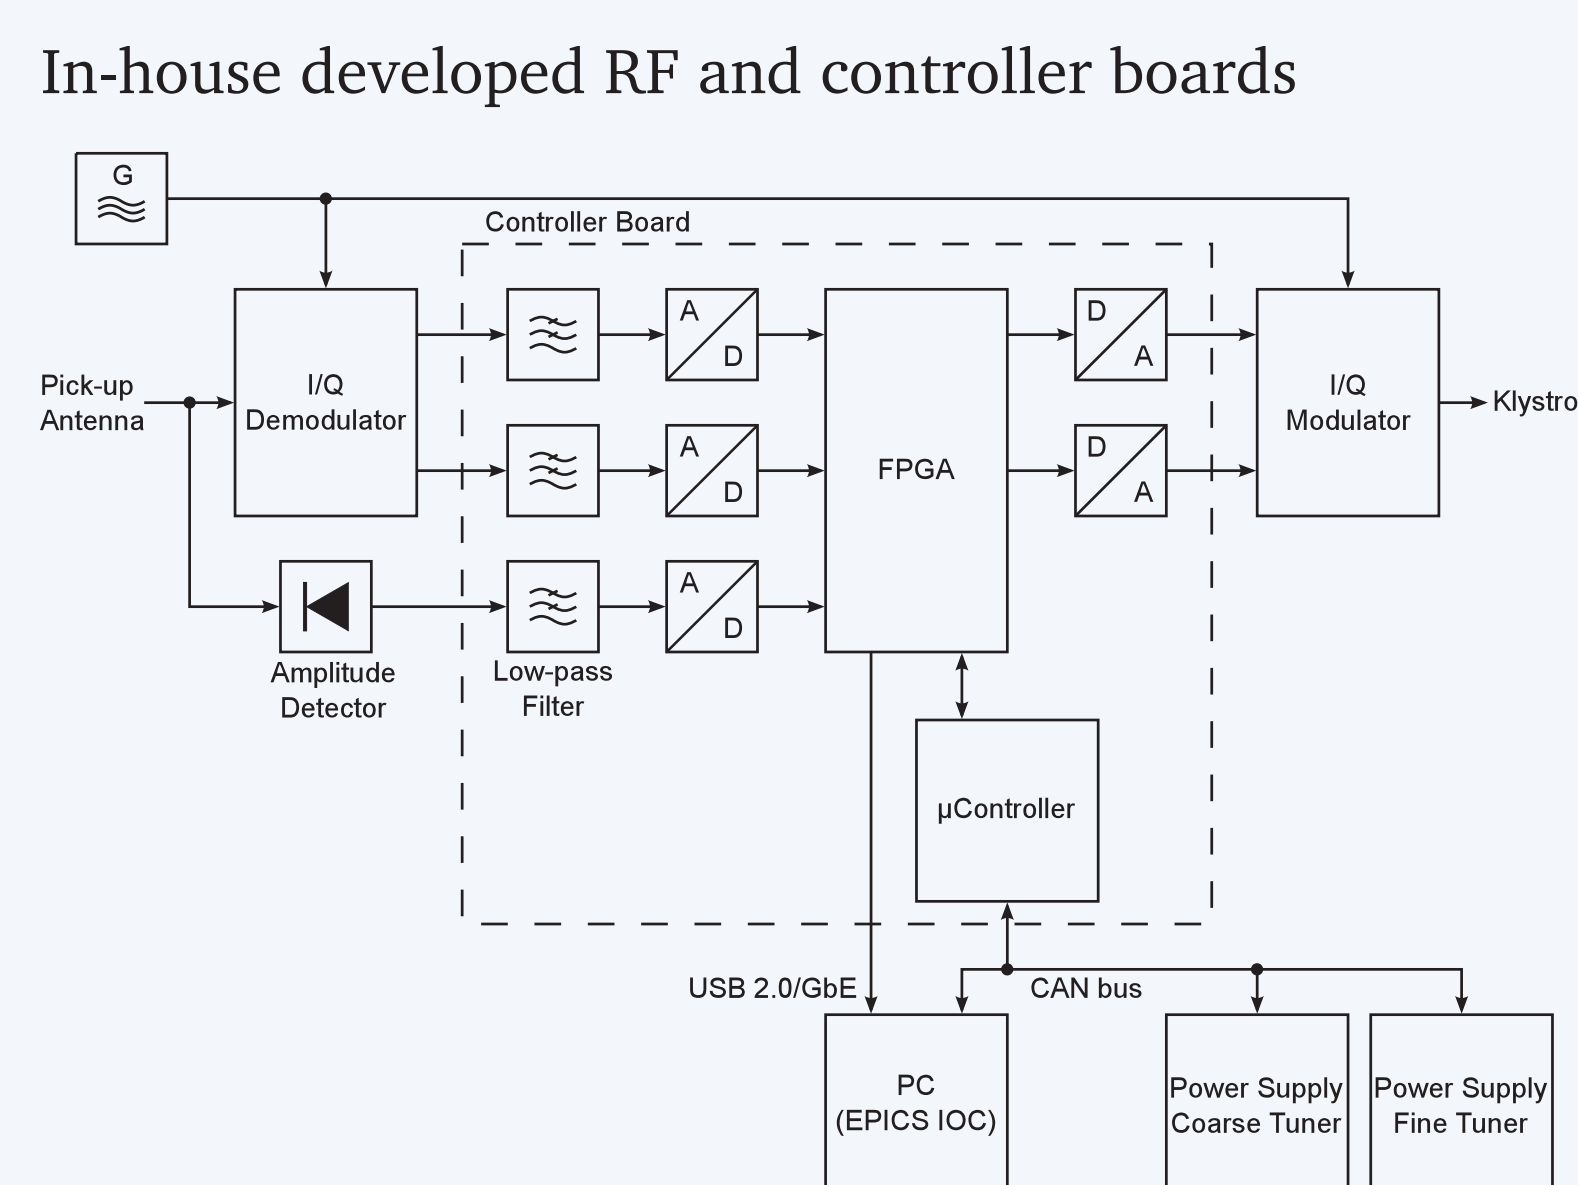 In-house developed RF and controller boards
G
Controller Board
Pick-up
Antenna
I/Q
Demodulator
A
D
A
D
A
D
FPGA
D
A
D
A
I/Q
Modulator
Klystro
Amplitude
Detector
Low-pass
Filter
µController
USB 2.0/GbE
CAN bus
PC
(EPICS IOC)
Power Supply
Coarse Tuner
Power Supply
Fine Tuner